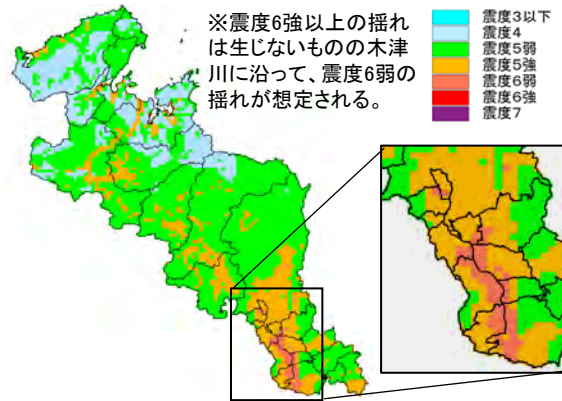 ※震度6強以上の揺れ
は生じないものの木津
川に沿って、震度6弱の
揺れが想定される。
震度3以下
震度4
震度5弱
震度5強
震度6弱
震度6強
震度7